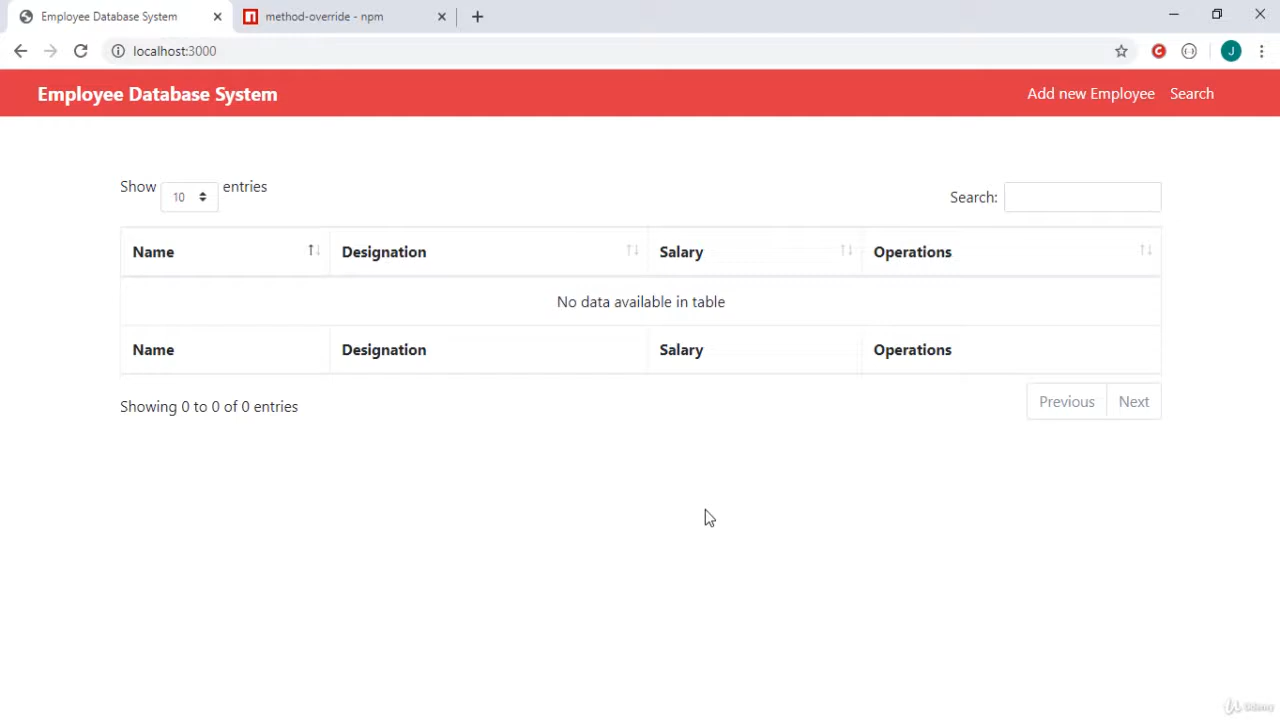 Employee Database System
method-override - npm
localhost:3000
J
Employee Database System
Add new Employee Search
Show 10 entries
Search:
Name Designation Salary Operations
No data available in table
Name Designation Salary Operations
Showing 0 to 0 of 0 entries
Previous Next
Udemy